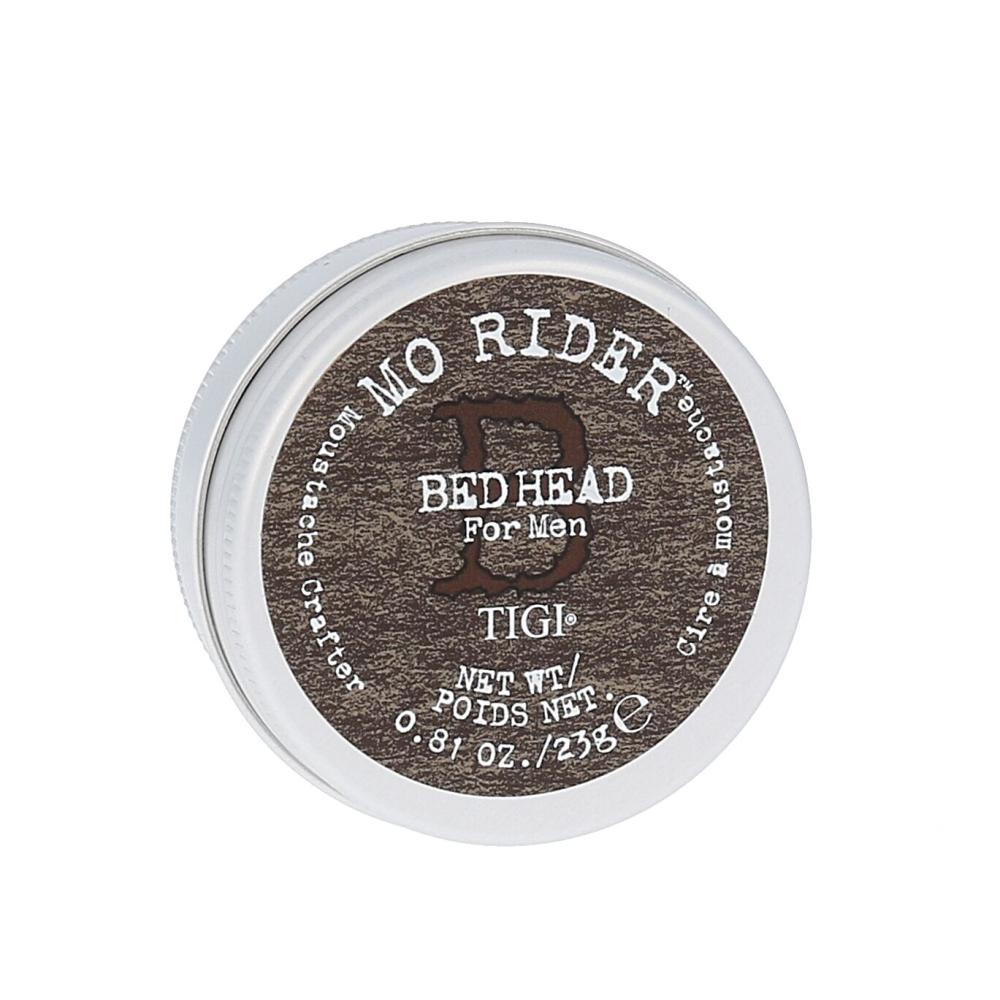 MO RIDER™
Moustache Crafter
Cire à moustache
B
BED HEAD
For Men
TIGI®
NET WT/
POIDS NET.
0.81 OZ./23g ℮